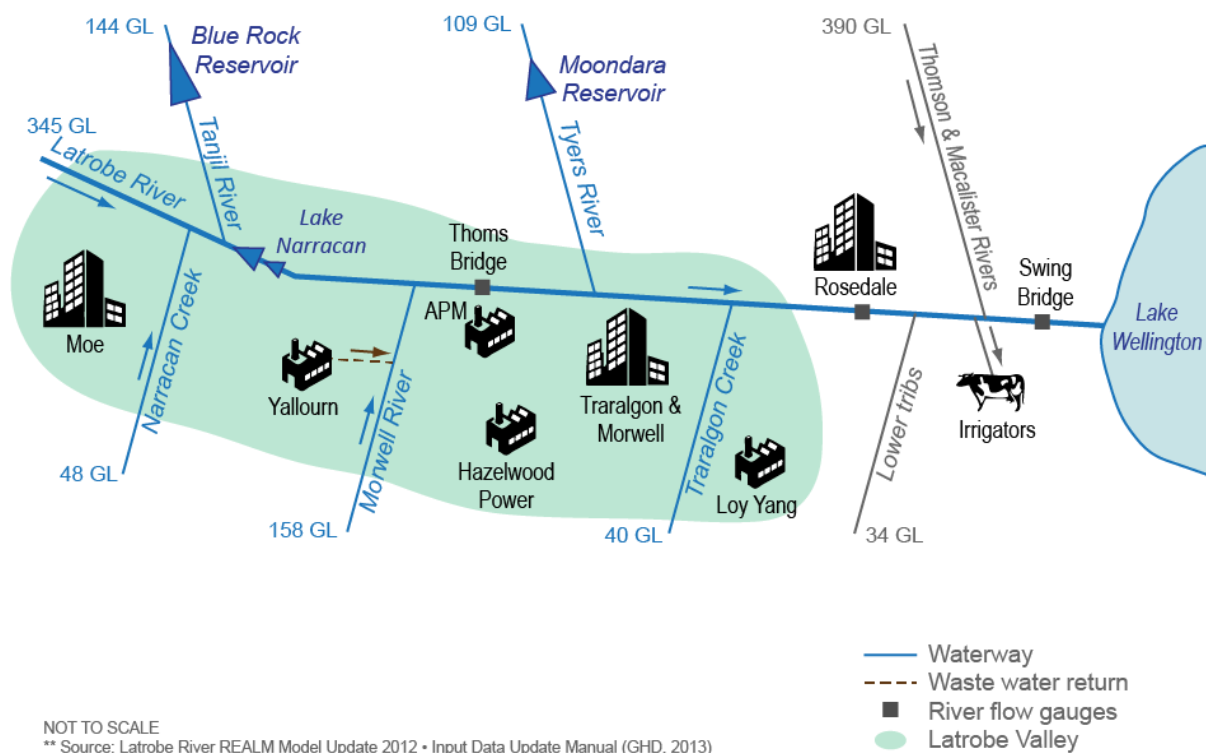 144 GL
Blue Rock
Reservoir
109 GL
Moondara
Reservoir
390 GL
345 GL
Latrobe River
Tanjil River
Tyers River
Thomson & Macalister Rivers
Lake
Narracan
Thoms
Bridge
Rosedale
Swing
Bridge
Lake
Wellington
Moe
Narracan Creek
APM
Yallourn
Morwell River
Traralgon &
Morwell
Hazelwood
Power
Traralgon Creek
Loy Yang
Lower tribs
Irrigators
48 GL
158 GL
40 GL
34 GL
Waterway
Waste water return
River flow gauges
Latrobe Valley
NOT TO SCALE
** Source: Latrobe River REALM Model Update 2012 • Input Data Update Manual (GHD, 2013)